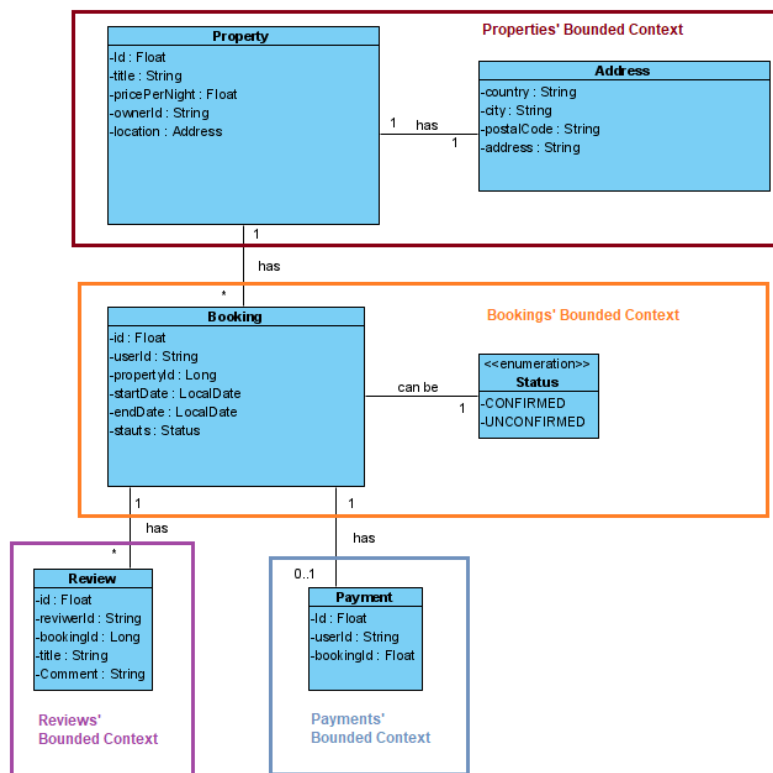 Properties' Bounded Context
Property
-Id : Float
-title : String
-pricePerNight : Float
-ownerId : String
-location : Address
Address
-country : String
-city : String
-postalCode : String
-address : String
1
has
1
1
has
*
Bookings' Bounded Context
Booking
-id : Float
-userId : String
-propertyId : Long
-startDate : LocalDate
-endDate : LocalDate
-stauts : Status
can be
1
<<enumeration>>
Status
-CONFIRMED
-UNCONFIRMED
1
has
*
1
has
0..1
Review
-id : Float
-reviwerId : String
-bookingId : Long
-title : String
-Comment : String
Reviews'
Bounded Context
Payment
-Id : Float
-userId : String
-bookingId : Float
Payments'
Bounded Context